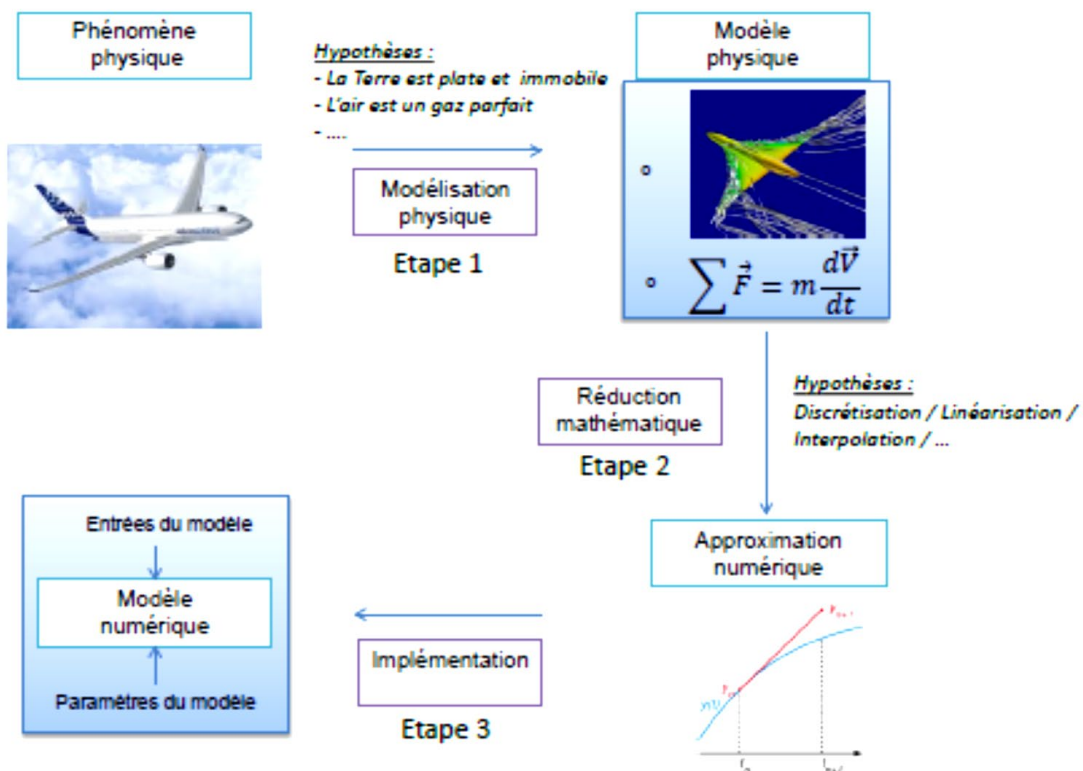 Phénomène
physique
Hypothèses :
- La Terre est plate et immobile
- L'air est un gaz parfait
- ....
Modélisation
physique
Etape 1
Modèle
physique
∑ F⃗ = m dV⃗/dt
Réduction
mathématique
Etape 2
Hypothèses :
Discrétisation / Linéarisation /
Interpolation / ...
Approximation
numérique
y(t)
Implémentation
Etape 3
Entrées du modèle
Modèle
numérique
Paramètres du modèle